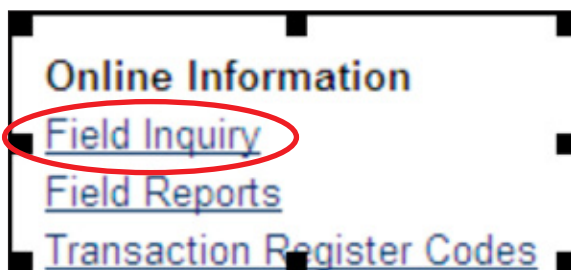 Online Information
Field Inquiry
Field Reports
Transaction Register Codes